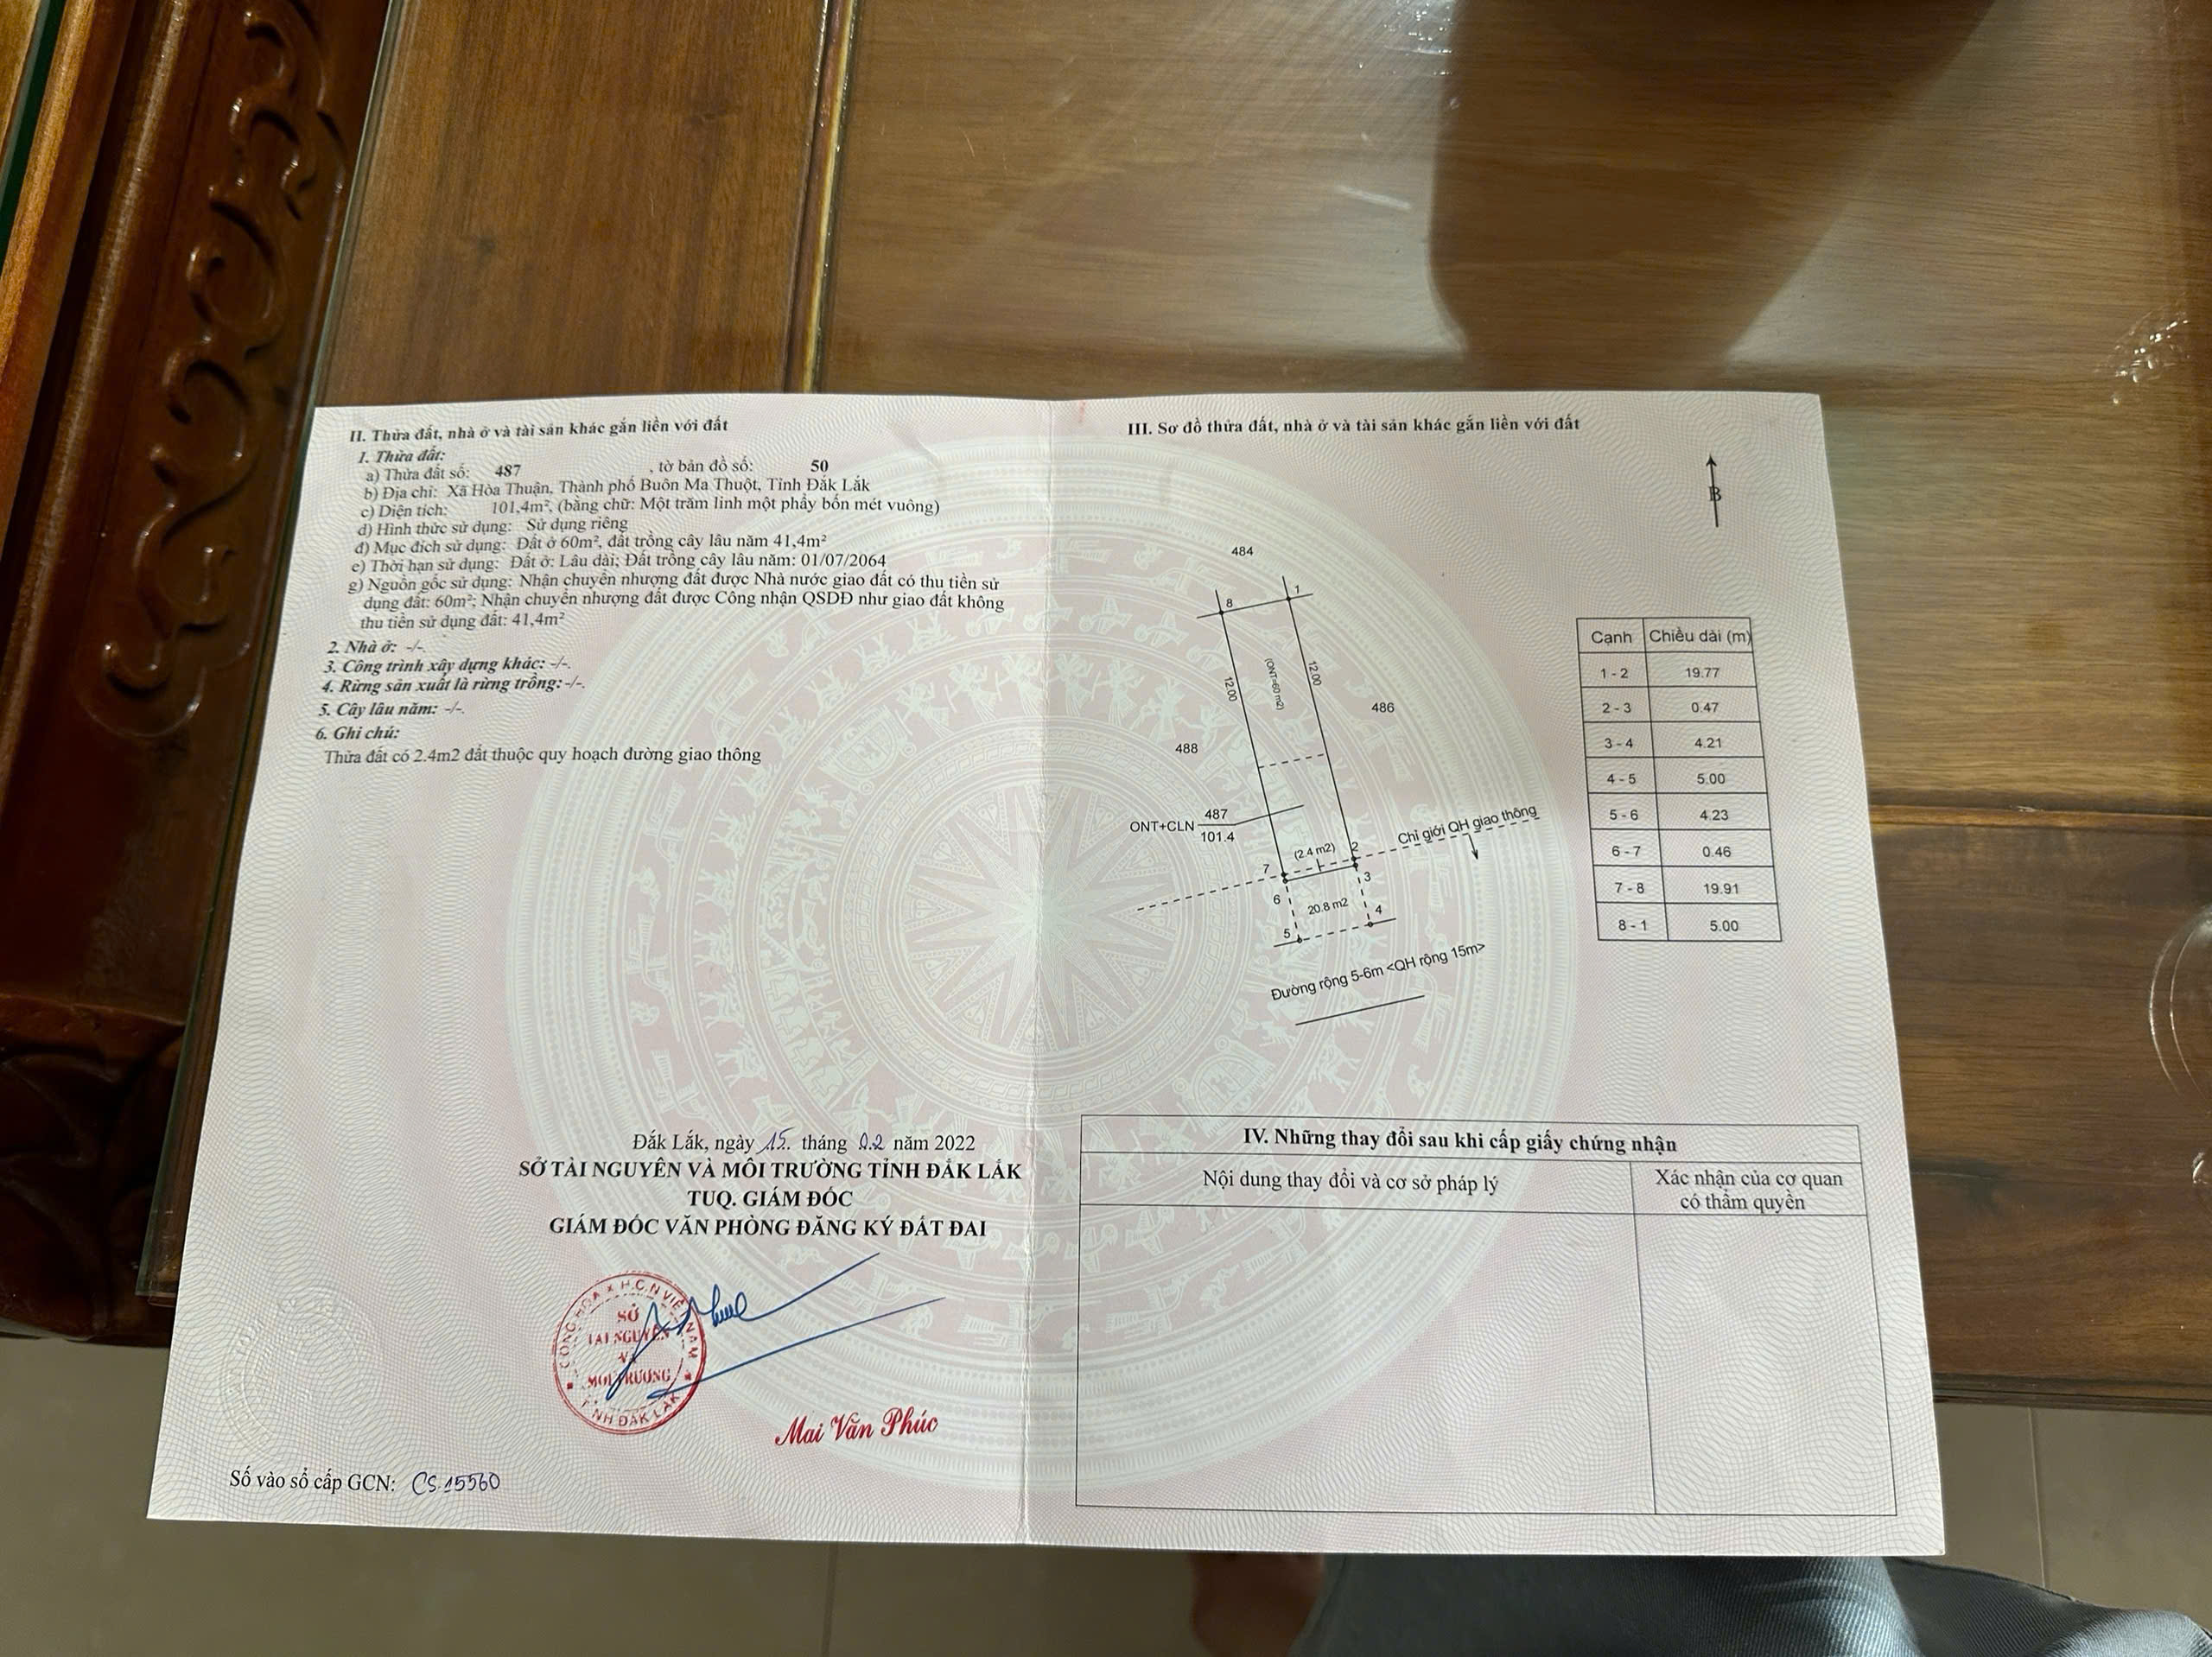 II. Thửa đất, nhà ở và tài sản khác gắn liền với đất
1. Thửa đất:
a) Thửa đất số: 487 , tờ bản đồ số: 50
b) Địa chỉ: Xã Hòa Thuận, Thành phố Buôn Ma Thuột, Tỉnh Đắk Lắk
c) Diện tích: 101,4m², (bằng chữ: Một trăm linh một phẩy bốn mét vuông)
d) Hình thức sử dụng: Sử dụng riêng
đ) Mục đích sử dụng: Đất ở 60m², đất trồng cây lâu năm 41,4m²
e) Thời hạn sử dụng: Đất ở: Lâu dài; Đất trồng cây lâu năm: 01/07/2064
g) Nguồn gốc sử dụng: Nhận chuyển nhượng đất được Nhà nước giao đất có thu tiền sử
dụng đất: 60m²; Nhận chuyển nhượng đất được Công nhận QSDĐ như giao đất không
thu tiền sử dụng đất: 41,4m²
2. Nhà ở: -/-.
3. Công trình xây dựng khác: -/-.
4. Rừng sản xuất là rừng trồng: -/-.
5. Cây lâu năm: -/-.
6. Ghi chú:
Thửa đất có 2.4m2 đất thuộc quy hoạch đường giao thông
Đắk Lắk, ngày 15. tháng 02 năm 2022
SỞ TÀI NGUYÊN VÀ MÔI TRƯỜNG TỈNH ĐẮK LẮK
TUQ. GIÁM ĐỐC
GIÁM ĐỐC VĂN PHÒNG ĐĂNG KÝ ĐẤT ĐAI
CỘNG HÒA X.H.C.N VIỆT NAM
SỞ
TÀI NGUYÊN
VÀ
MÔI TRƯỜNG
TỈNH ĐẮK LẮK
Mai Văn Phúc
Số vào sổ cấp GCN: CS 15560
III. Sơ đồ thửa đất, nhà ở và tài sản khác gắn liền với đất
B
484
8
1
12.00
(ONT=60 m2)
12.00
486
488
ONT+CLN
487
101.4
Chỉ giới QH giao thông
(2.4 m2)
2
7
3
6
20.8 m2
4
5
Đường rộng 5-6m <QH rộng 15m>
Cạnh Chiều dài (m)
1 - 2 19.77
2 - 3 0.47
3 - 4 4.21
4 - 5 5.00
5 - 6 4.23
6 - 7 0.46
7 - 8 19.91
8 - 1 5.00
IV. Những thay đổi sau khi cấp giấy chứng nhận
Nội dung thay đổi và cơ sở pháp lý
Xác nhận của cơ quan
có thẩm quyền